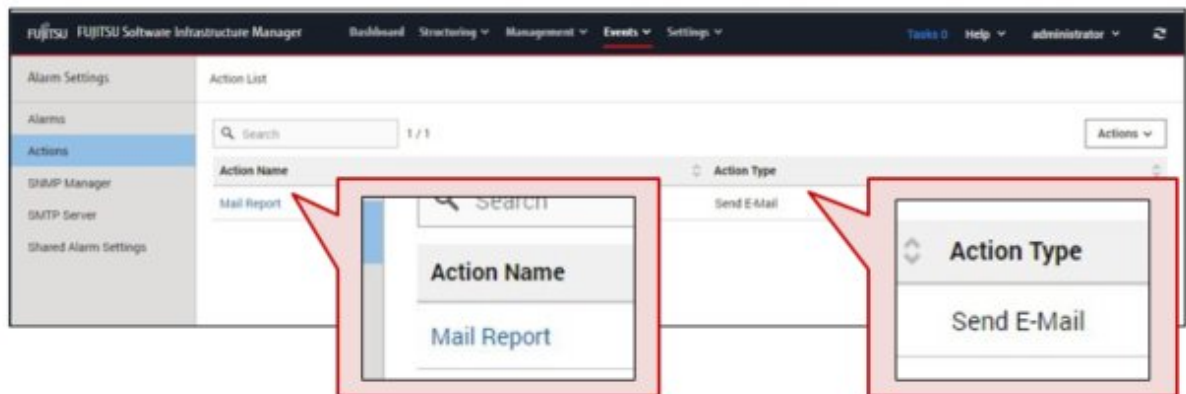 FUJITSU FUJITSU Software Infrastructure Manager Dashboard Structuring Management Events Settings Tasks 0 Help administrator
Alarm Settings
Action List
Alarms
Actions
SNMP Manager
SMTP Server
Shared Alarm Settings
Search 1 / 1 Actions
Action Name Action Type
Mail Report Send E-Mail
Search
Action Name
Mail Report
Action Type
Send E-Mail